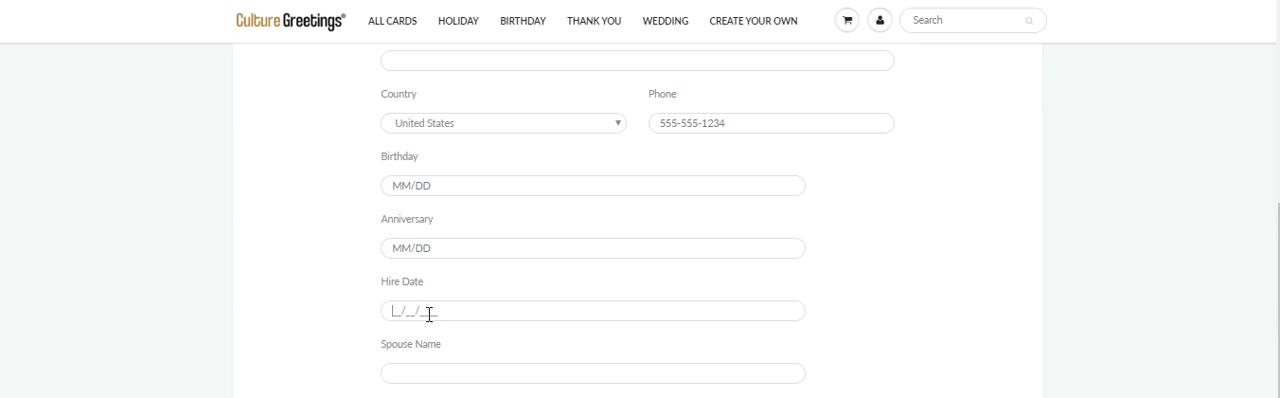 Culture Greetings® ALL CARDS HOLIDAY BIRTHDAY THANK YOU WEDDING CREATE YOUR OWN Search
Country Phone
United States 555-555-1234
Birthday
MM/DD
Anniversary
MM/DD
Hire Date
__/__/____
Spouse Name